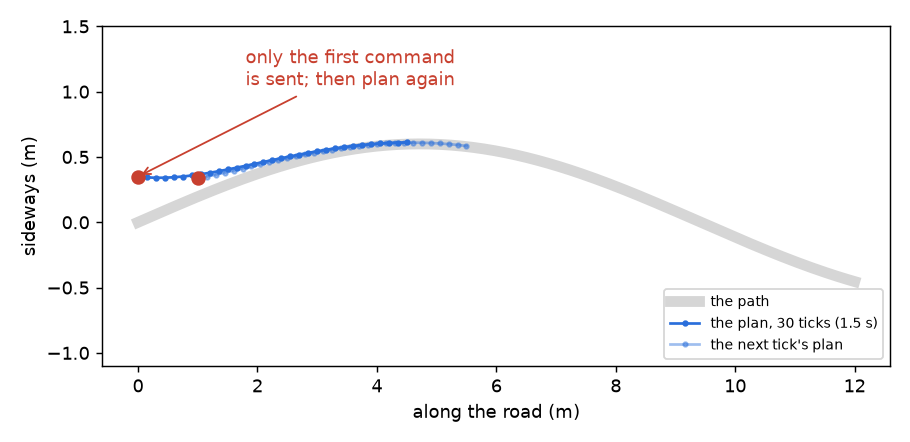 only the first command
is sent; then plan again
sideways (m)
1.5
1.0
0.5
0.0
−0.5
−1.0
0
2
4
6
8
10
12
along the road (m)
the path
the plan, 30 ticks (1.5 s)
the next tick's plan